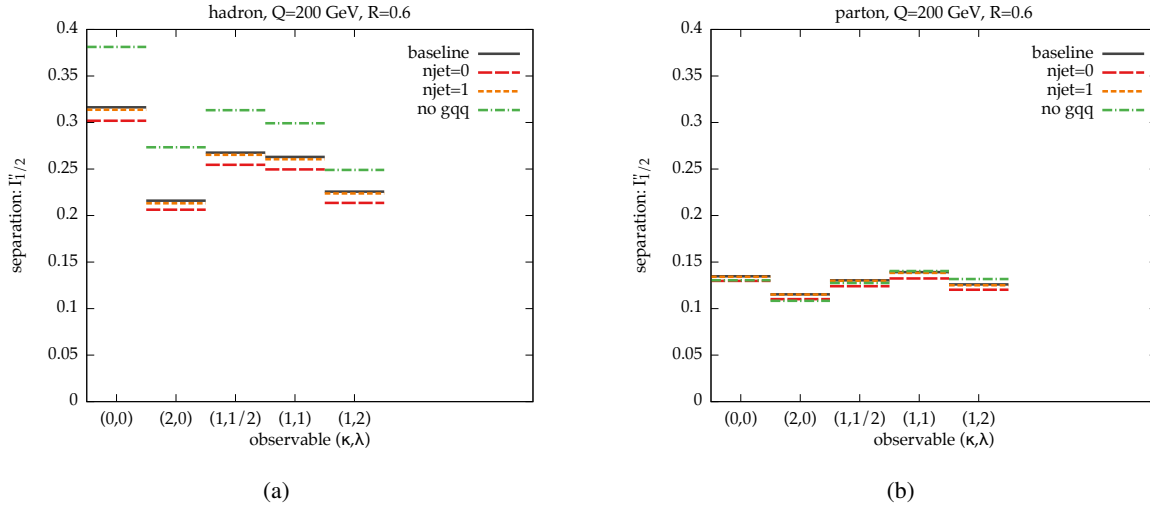 hadron, Q=200 GeV, R=0.6
0.4
0.35
0.3
0.25
0.2
0.15
0.1
0.05
0
separation: I''1/2
baseline
njet=0
njet=1
no gqq
(0,0) (2,0) (1,1/2) (1,1) (1,2)
observable (κ,λ)
(a)
parton, Q=200 GeV, R=0.6
0.4
0.35
0.3
0.25
0.2
0.15
0.1
0.05
0
separation: I''1/2
baseline
njet=0
njet=1
no gqq
(0,0) (2,0) (1,1/2) (1,1) (1,2)
observable (κ,λ)
(b)